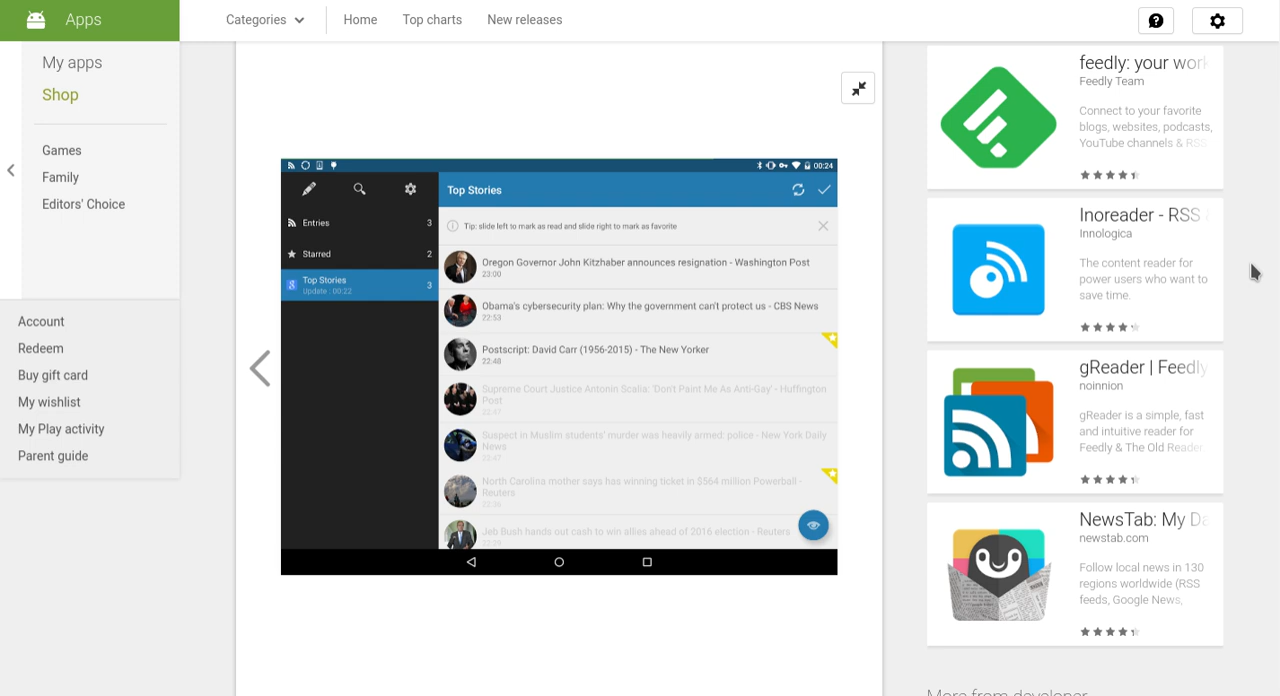 Apps
Categories
Home
Top charts
New releases
My apps
Shop
Games
Family
Editors' Choice
Account
Redeem
Buy gift card
My wishlist
My Play activity
Parent guide
00:24
Top Stories
Entries 3
Starred 2
Top Stories 3
Update : 00:22
Tip: slide left to mark as read and slide right to mark as favorite
Oregon Governor John Kitzhaber announces resignation - Washington Post
23:00
Obama's cybersecurity plan: Why the government can't protect us - CBS News
22:53
Postscript: David Carr (1956-2015) - The New Yorker
22:48
Supreme Court Justice Antonin Scalia: 'Don't Paint Me As Anti-Gay' - Huffington
Post
Suspect in Muslim students' murder was heavily armed: police - New York Daily
News
North Carolina mother says has winning ticket in $564 million Powerball -
Reuters
Jeb Bush hands out cash to win allies ahead of 2016 election - Reuters
feedly: your work
Feedly Team
Connect to your favorite
blogs, websites, podcasts,
YouTube channels & RSS
Inoreader - RSS &
Innologica
The content reader for
power users who want to
save time.
gReader | Feedly
noinnion
gReader is a simple, fast
and intuitive reader for
Feedly & The Old Reader
NewsTab: My Da
newstab.com
Follow local news in 130
regions worldwide (RSS
feeds, Google News,
More from developer